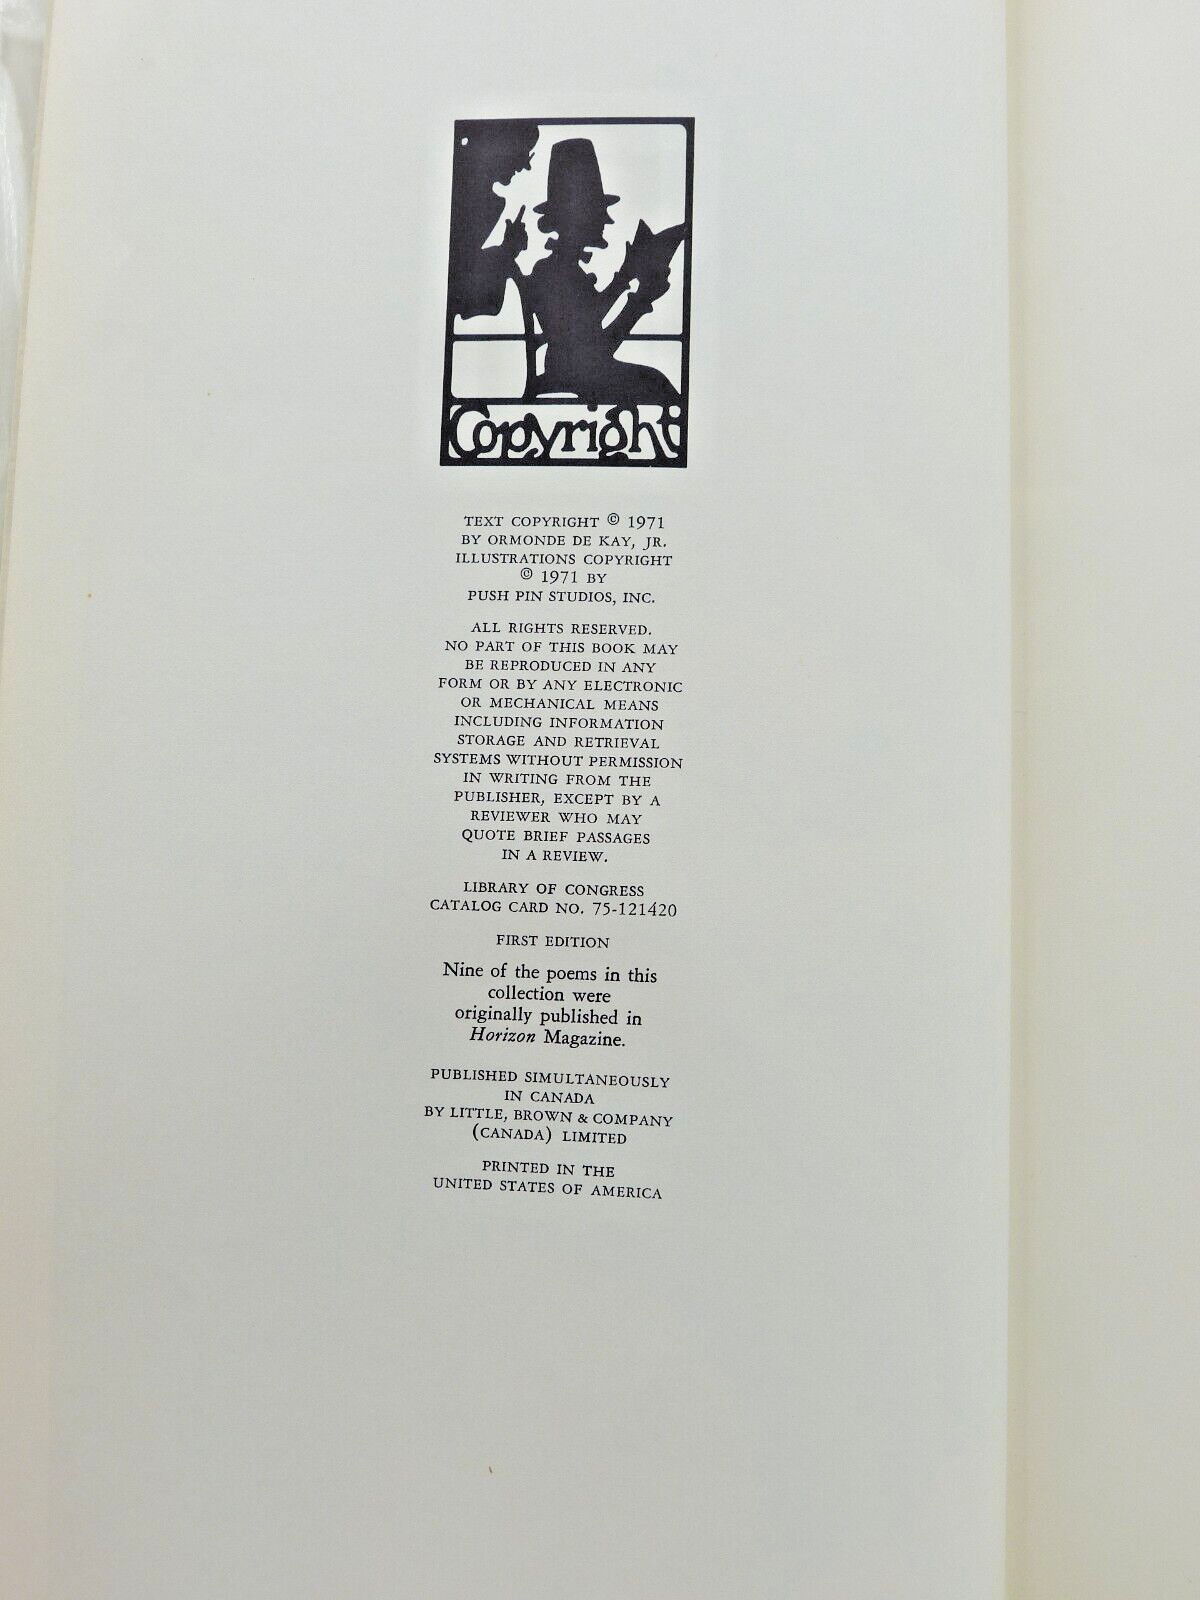 Copyright
TEXT COPYRIGHT © 1971
BY ORMONDE DE KAY, JR.
ILLUSTRATIONS COPYRIGHT
© 1971 BY
PUSH PIN STUDIOS, INC.
ALL RIGHTS RESERVED.
NO PART OF THIS BOOK MAY
BE REPRODUCED IN ANY
FORM OR BY ANY ELECTRONIC
OR MECHANICAL MEANS
INCLUDING INFORMATION
STORAGE AND RETRIEVAL
SYSTEMS WITHOUT PERMISSION
IN WRITING FROM THE
PUBLISHER, EXCEPT BY A
REVIEWER WHO MAY
QUOTE BRIEF PASSAGES
IN A REVIEW.
LIBRARY OF CONGRESS
CATALOG CARD NO. 75-121420
FIRST EDITION
Nine of the poems in this
collection were
originally published in
Horizon Magazine.
PUBLISHED SIMULTANEOUSLY
IN CANADA
BY LITTLE, BROWN & COMPANY
(CANADA) LIMITED
PRINTED IN THE
UNITED STATES OF AMERICA